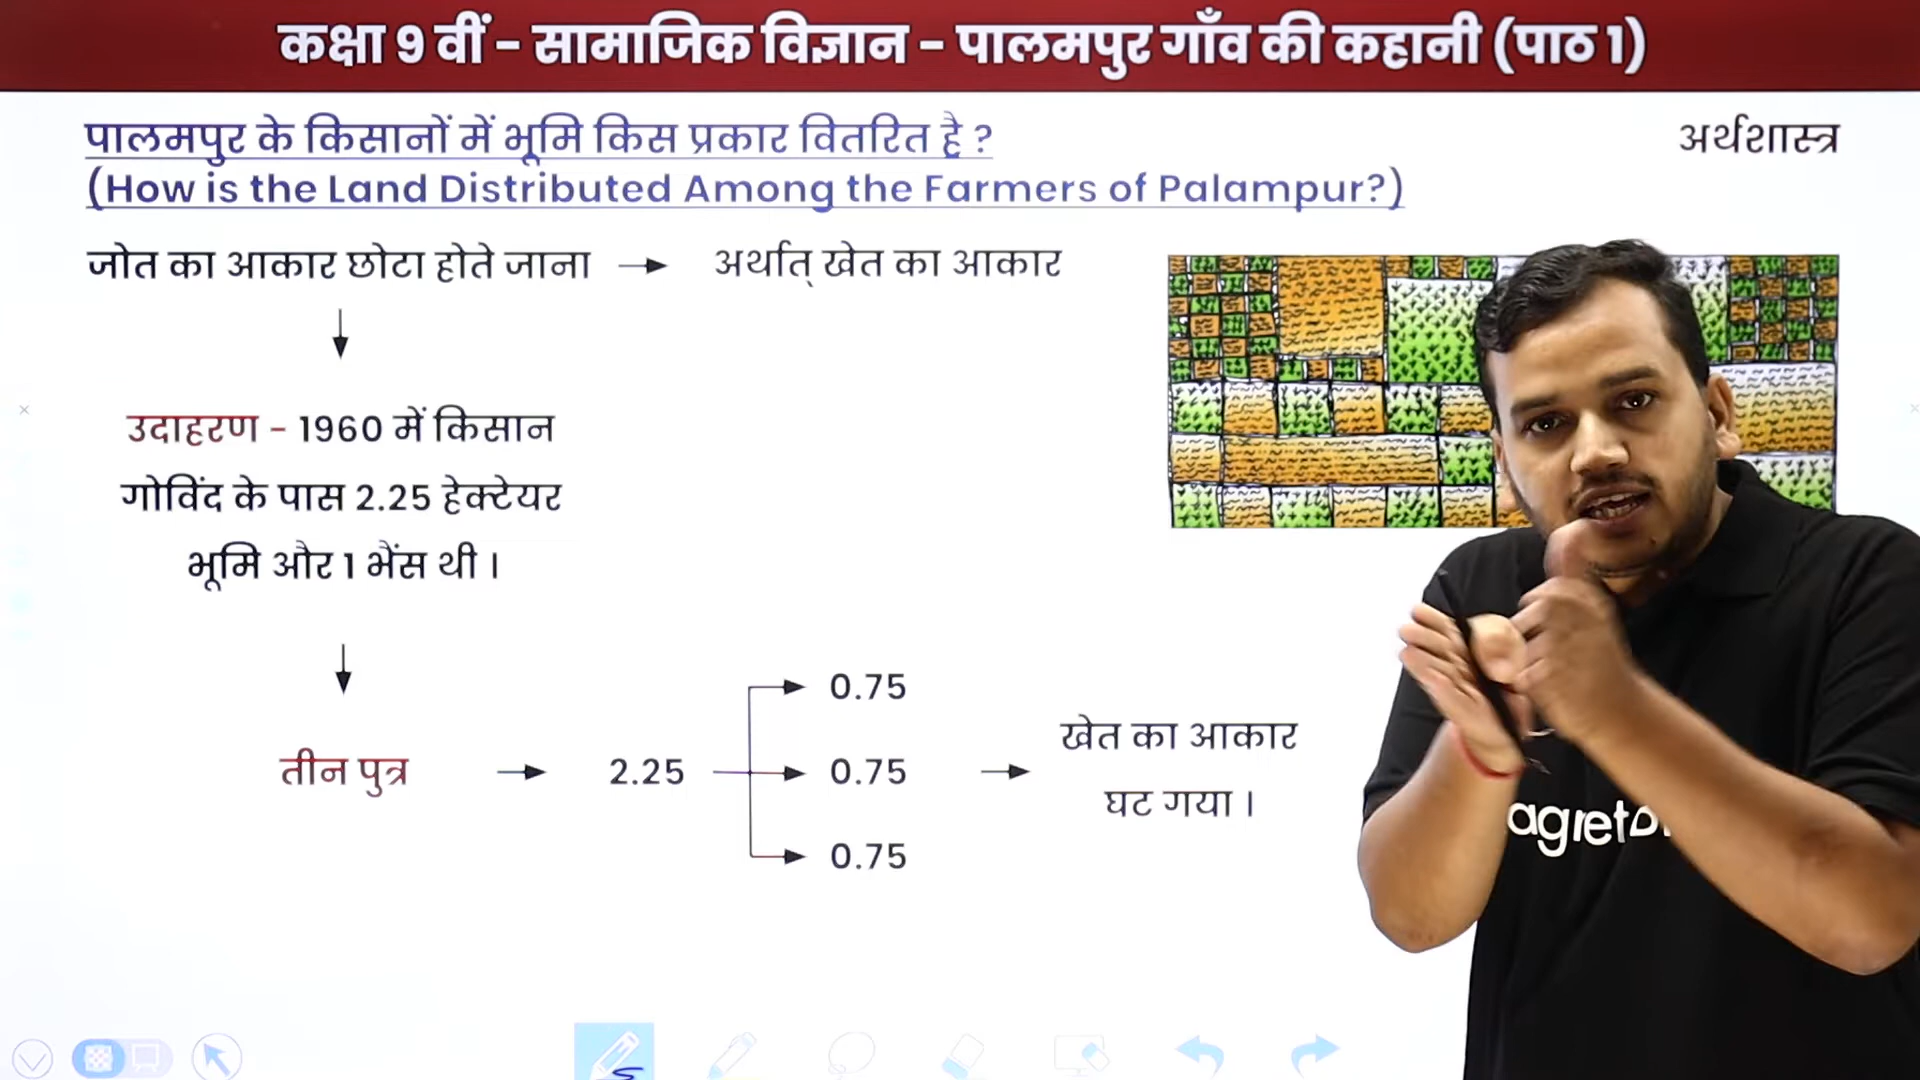 कक्षा 9 वीं – सामाजिक विज्ञान – पालमपुर गाँव की कहानी (पाठ 1)
पालमपुर के किसानों में भूमि किस प्रकार वितरित है ?
अर्थशास्त्र
(How is the Land Distributed Among the Farmers of Palampur?)
जोत का आकार छोटा होते जाना → अर्थात् खेत का आकार
उदाहरण – 1960 में किसान
गोविंद के पास 2.25 हेक्टेयर
भूमि और 1 भैंस थी ।
0.75
तीन पुत्र → 2.25 → 0.75 → खेत का आकार
घट गया ।
0.75